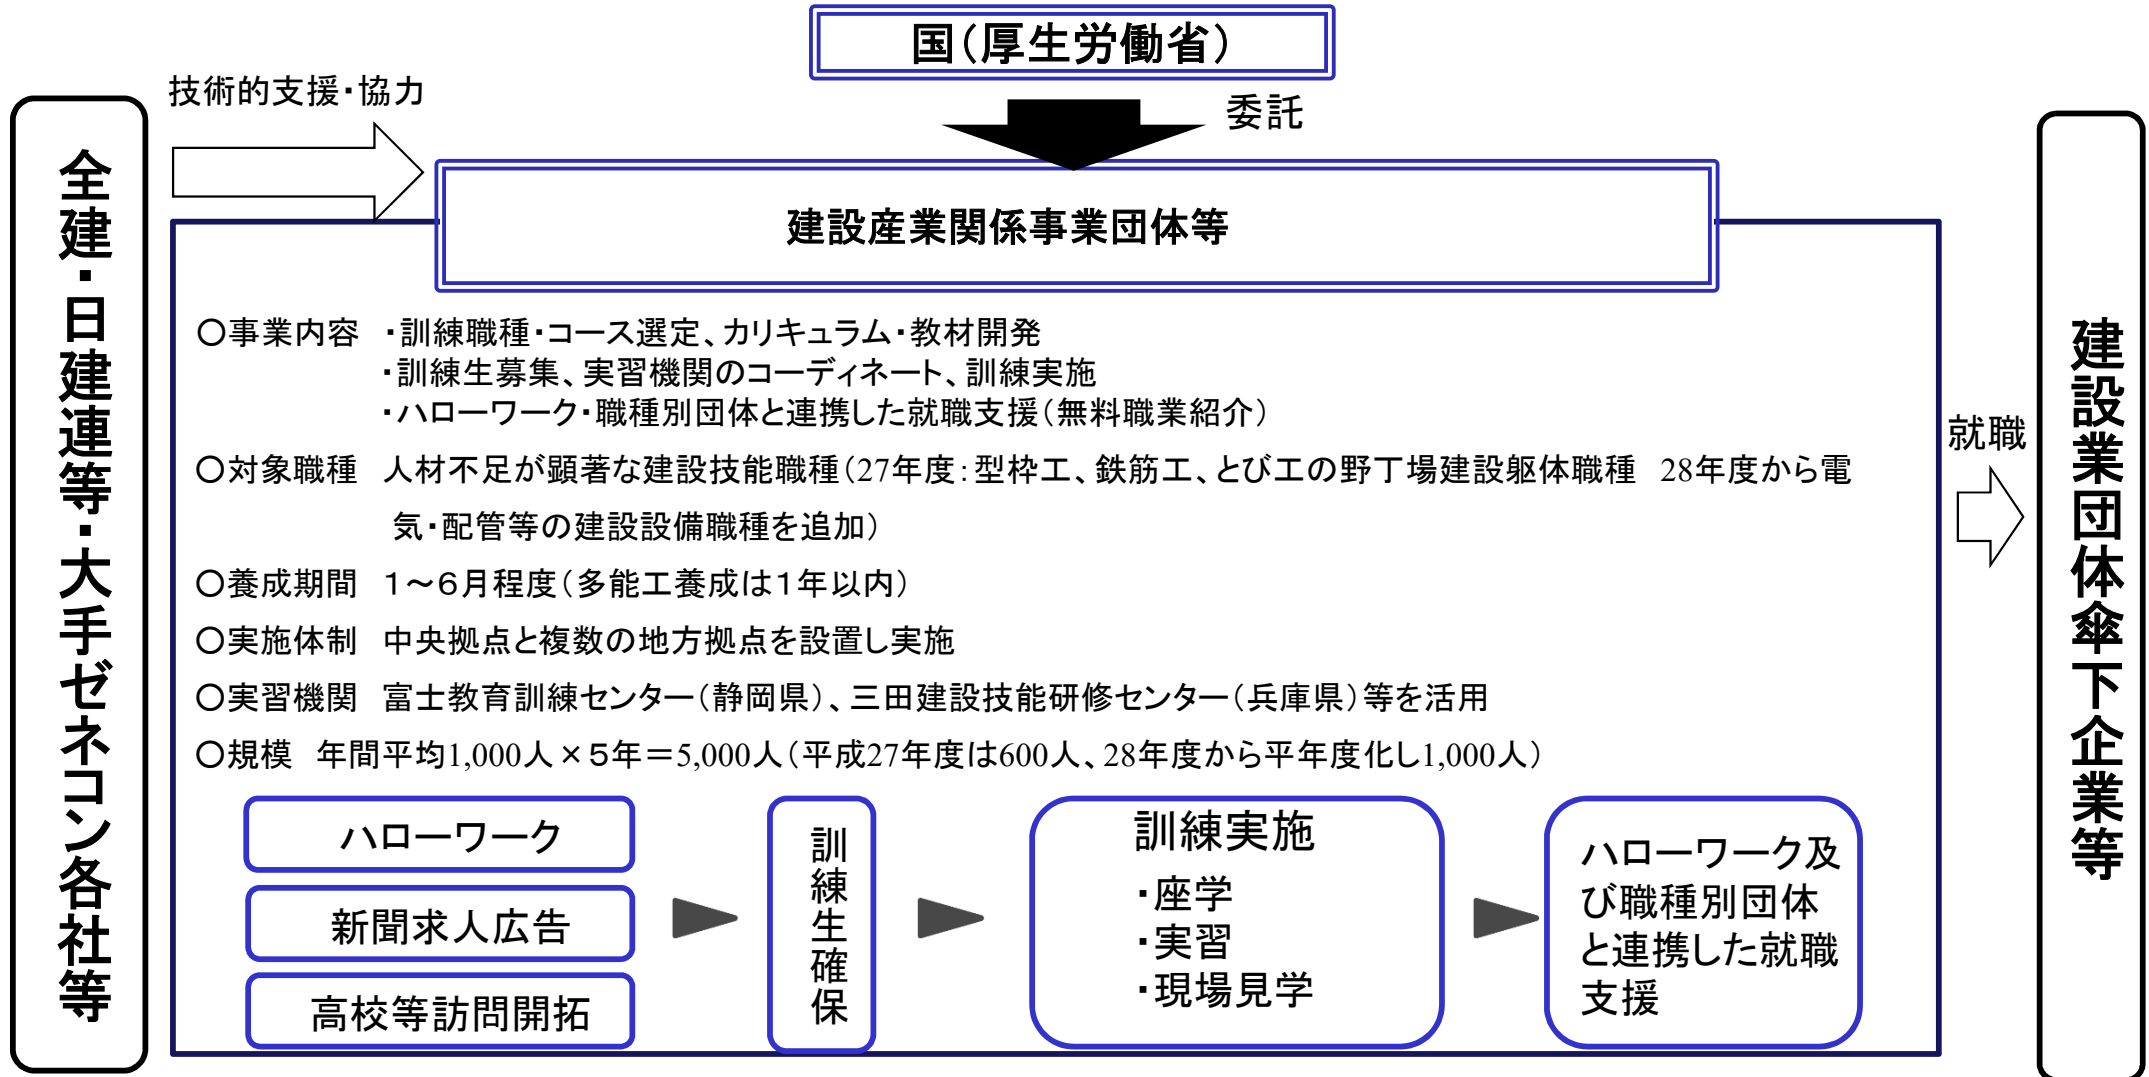 国(厚生労働省)
技術的支援・協力
委託
全建・日建連等・大手ゼネコン各社等
建設産業関係事業団体等
〇事業内容 ・訓練職種・コース選定、カリキュラム・教材開発
・訓練生募集、実習機関のコーディネート、訓練実施
・ハローワーク・職種別団体と連携した就職支援(無料職業紹介)
〇対象職種 人材不足が顕著な建設技能職種(27年度:型枠工、鉄筋工、とび工の野丁場建設躯体職種 28年度から電
気・配管等の建設設備職種を追加)
〇養成期間 1～6月程度(多能工養成は1年以内)
〇実施体制 中央拠点と複数の地方拠点を設置し実施
〇実習機関 富士教育訓練センター(静岡県)、三田建設技能研修センター(兵庫県)等を活用
〇規模 年間平均1,000人×5年＝5,000人(平成27年度は600人、28年度から平年度化し1,000人)
ハローワーク
新聞求人広告
高校等訪問開拓
訓練生確保
訓練実施
・座学
・実習
・現場見学
ハローワーク及
び職種別団体
と連携した就職
支援
就職
建設業団体傘下企業等